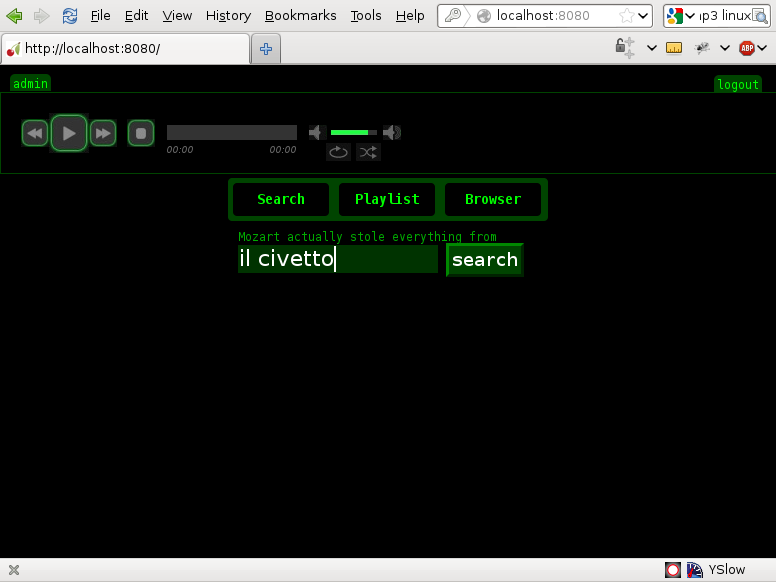 File Edit View History Bookmarks Tools Help localhost:8080 ıp3 linux
http://localhost:8080/ ABP
admin logout
00:00 00:00
Search Playlist Browser
Mozart actually stole everything from
il civetto search
YSlow